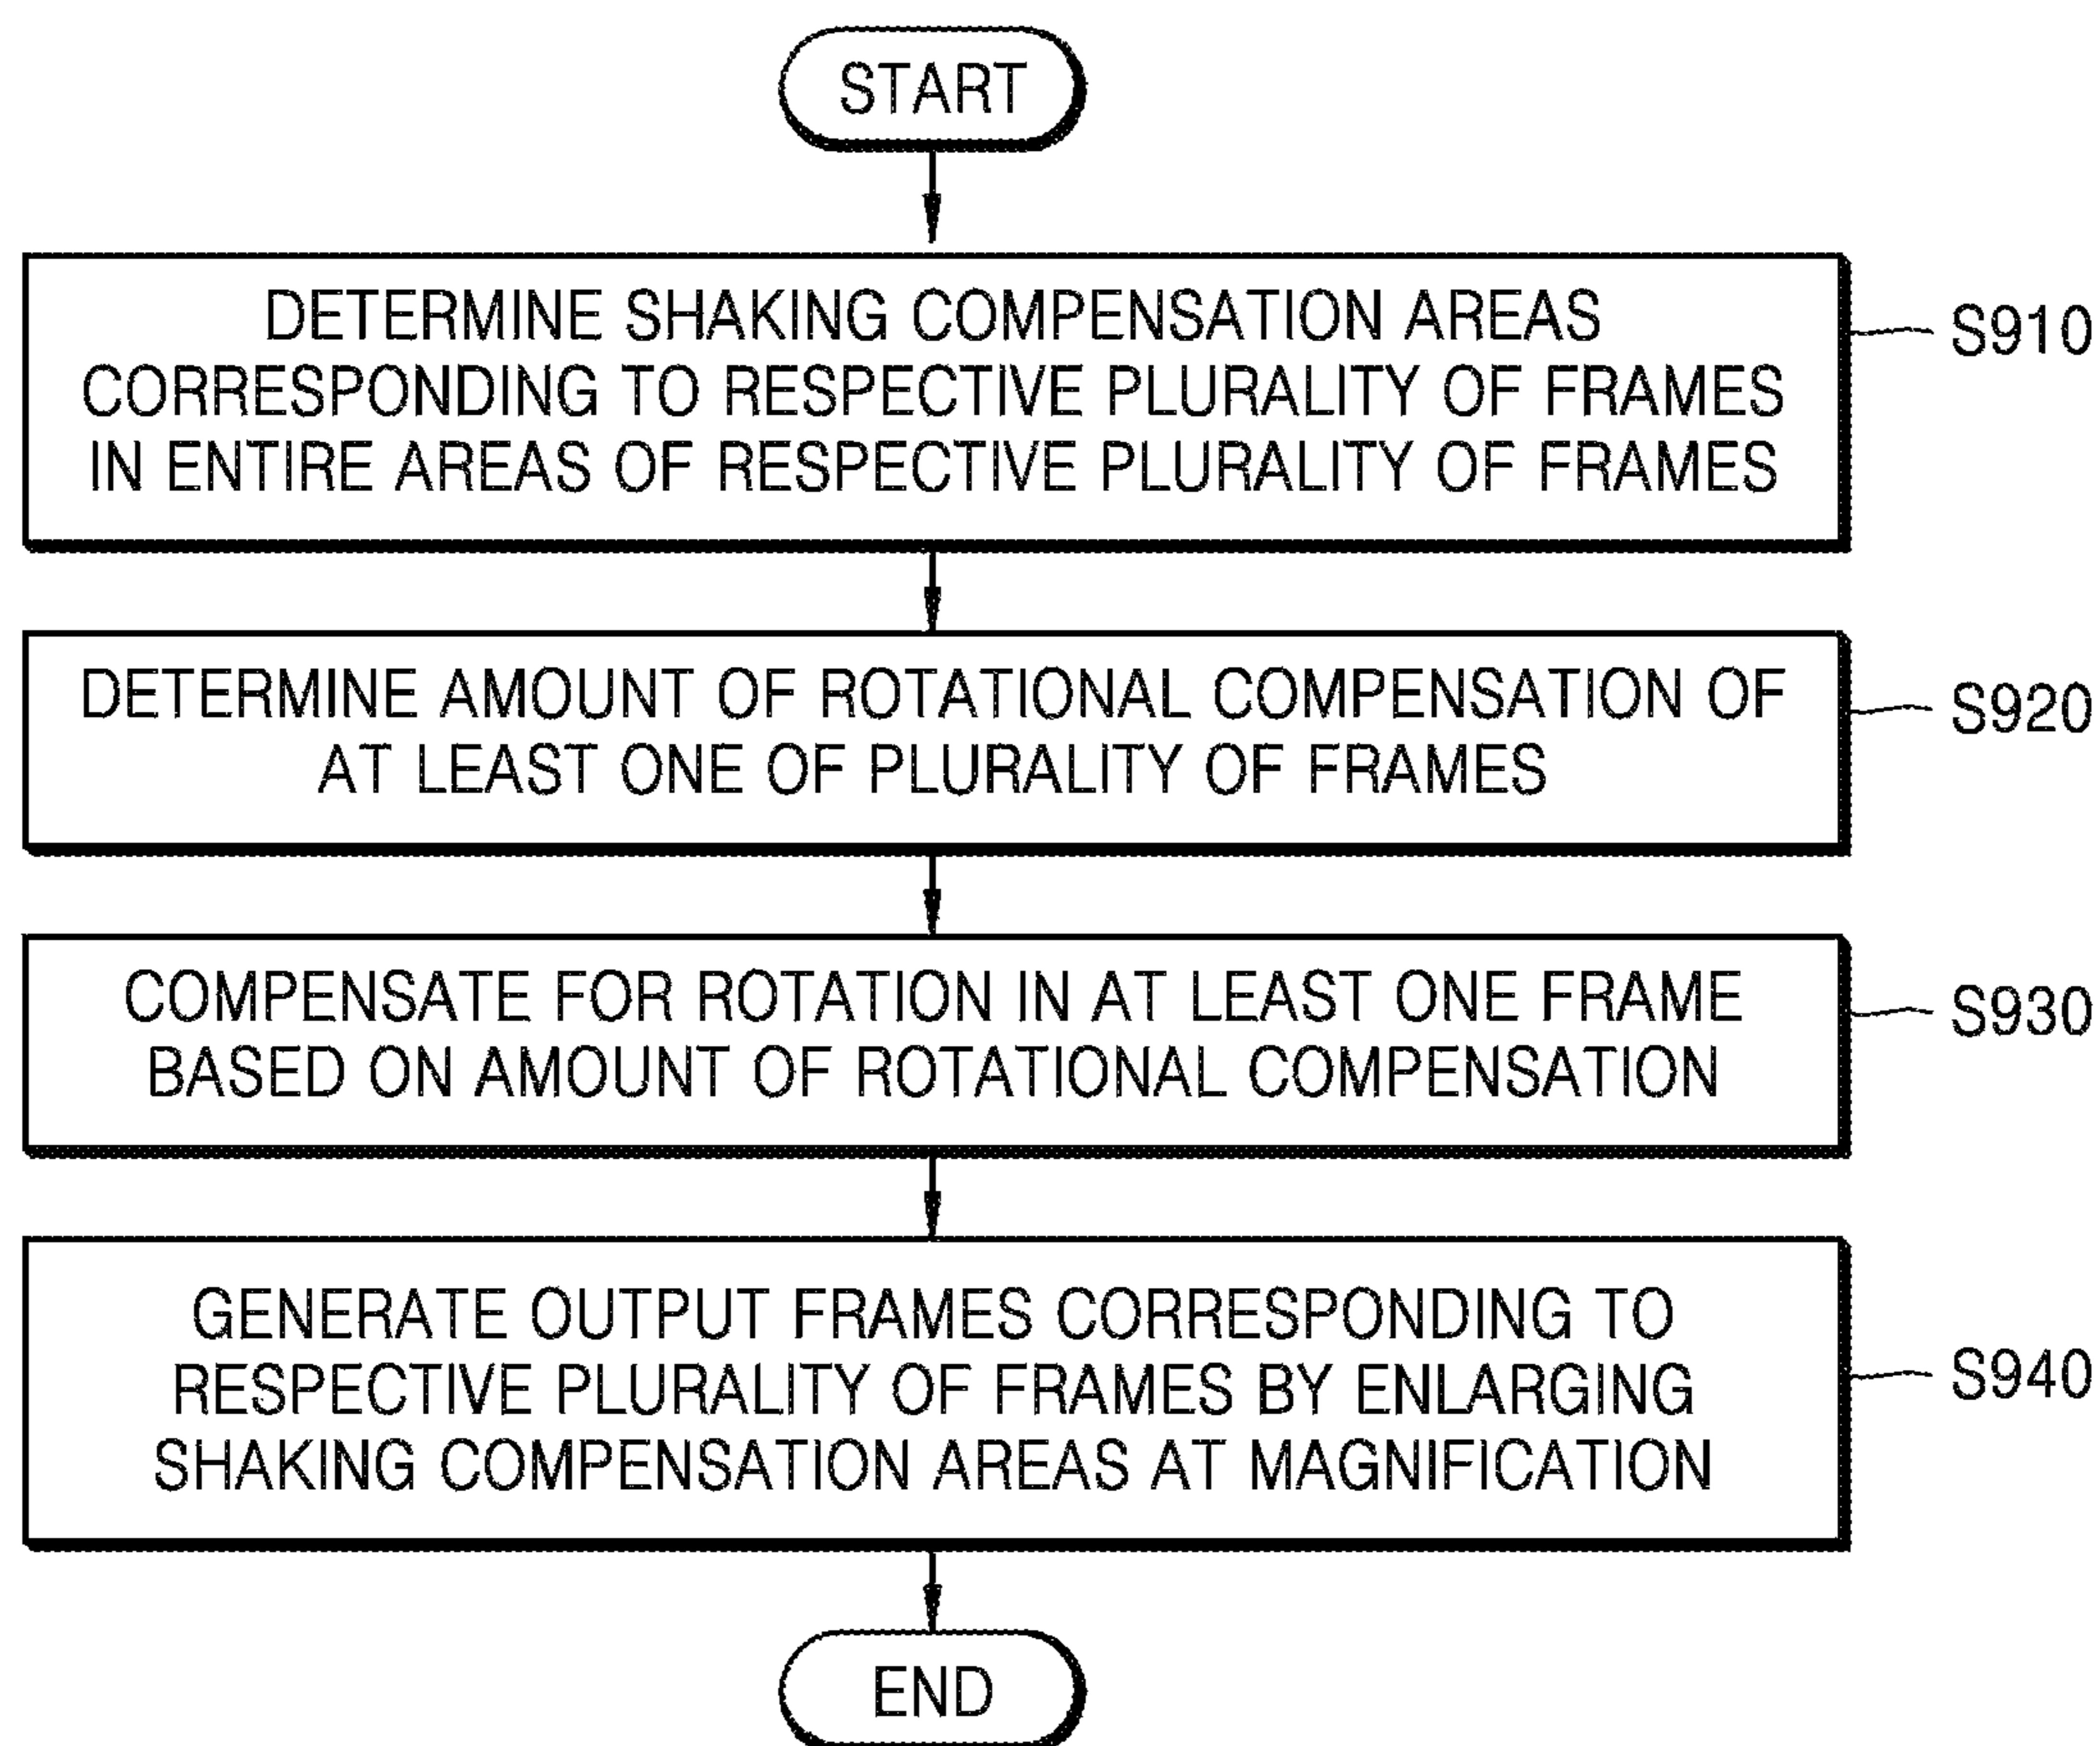 START
DETERMINE SHAKING COMPENSATION AREAS
CORRESPONDING TO RESPECTIVE PLURALITY OF FRAMES
IN ENTIRE AREAS OF RESPECTIVE PLURALITY OF FRAMES
S910
DETERMINE AMOUNT OF ROTATIONAL COMPENSATION OF
AT LEAST ONE OF PLURALITY OF FRAMES
S920
COMPENSATE FOR ROTATION IN AT LEAST ONE FRAME
BASED ON AMOUNT OF ROTATIONAL COMPENSATION
S930
GENERATE OUTPUT FRAMES CORRESPONDING TO
RESPECTIVE PLURALITY OF FRAMES BY ENLARGING
SHAKING COMPENSATION AREAS AT MAGNIFICATION
S940
END